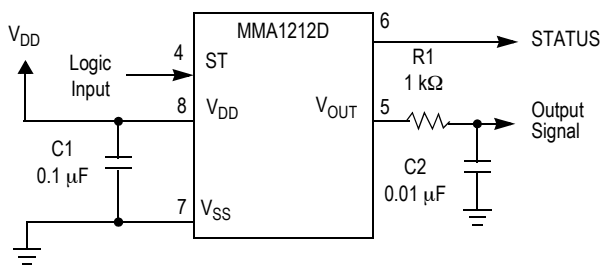 MMA1212D
6
STATUS
V_DD
4
ST
Logic
Input
R1
1 kΩ
8
V_DD
V_OUT
5
Output
Signal
C1
0.1 μF
C2
0.01 μF
7
V_SS